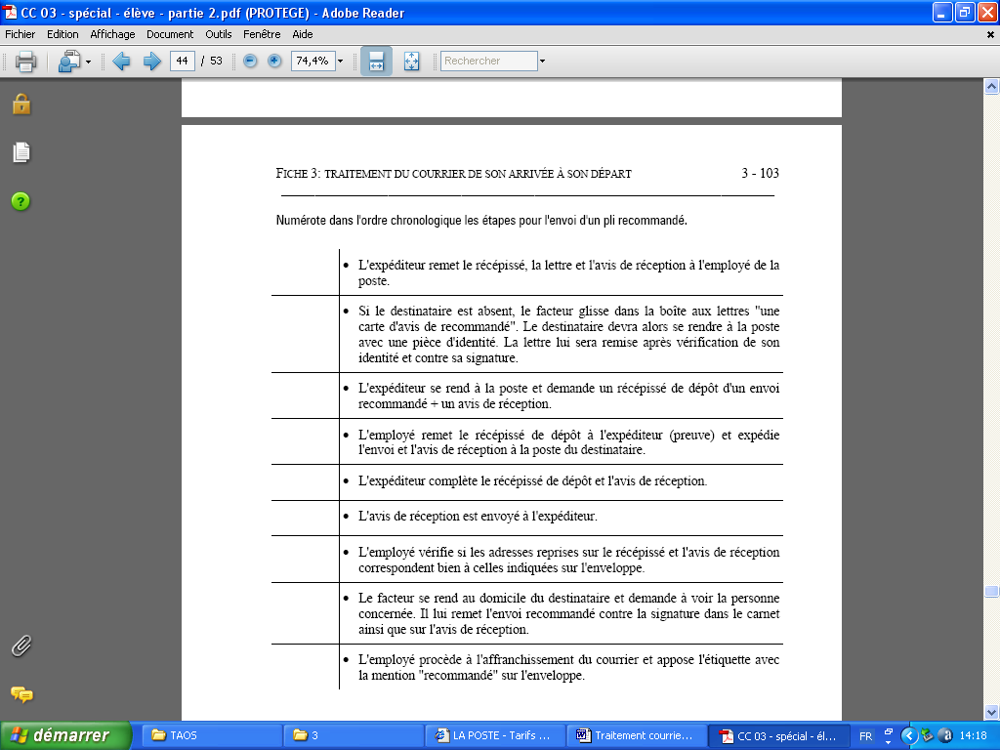 CC 03 - spécial - élève - partie 2.pdf (PROTEGE) - Adobe Reader
Fichier Edition Affichage Document Outils Fenêtre Aide
44 / 53 74,4% Rechercher
FICHE 3: TRAITEMENT DU COURRIER DE SON ARRIVÉE À SON DÉPART 3 - 103
Numérote dans l'ordre chronologique les étapes pour l'envoi d'un pli recommandé.
• L'expéditeur remet le récépissé, la lettre et l'avis de réception à l'employé de la
poste.
• Si le destinataire est absent, le facteur glisse dans la boîte aux lettres "une
carte d'avis de recommandé". Le destinataire devra alors se rendre à la poste
avec une pièce d'identité. La lettre lui sera remise après vérification de son
identité et contre sa signature.
• L'expéditeur se rend à la poste et demande un récépissé de dépôt d'un envoi
recommandé + un avis de réception.
• L'employé remet le récépissé de dépôt à l'expéditeur (preuve) et expédie
l'envoi et l'avis de réception à la poste du destinataire.
• L'expéditeur complète le récépissé de dépôt et l'avis de réception.
• L'avis de réception est envoyé à l'expéditeur.
• L'employé vérifie si les adresses reprises sur le récépissé et l'avis de réception
correspondent bien à celles indiquées sur l'enveloppe.
• Le facteur se rend au domicile du destinataire et demande à voir la personne
concernée. Il lui remet l'envoi recommandé contre la signature dans le carnet
ainsi que sur l'avis de réception.
• L'employé procède à l'affranchissement du courrier et appose l'étiquette avec
la mention "recommandé" sur l'enveloppe.
démarrer TAOS 3 LA POSTE - Tarifs ... Traitement courrie... CC 03 - spécial - él... FR 14:18